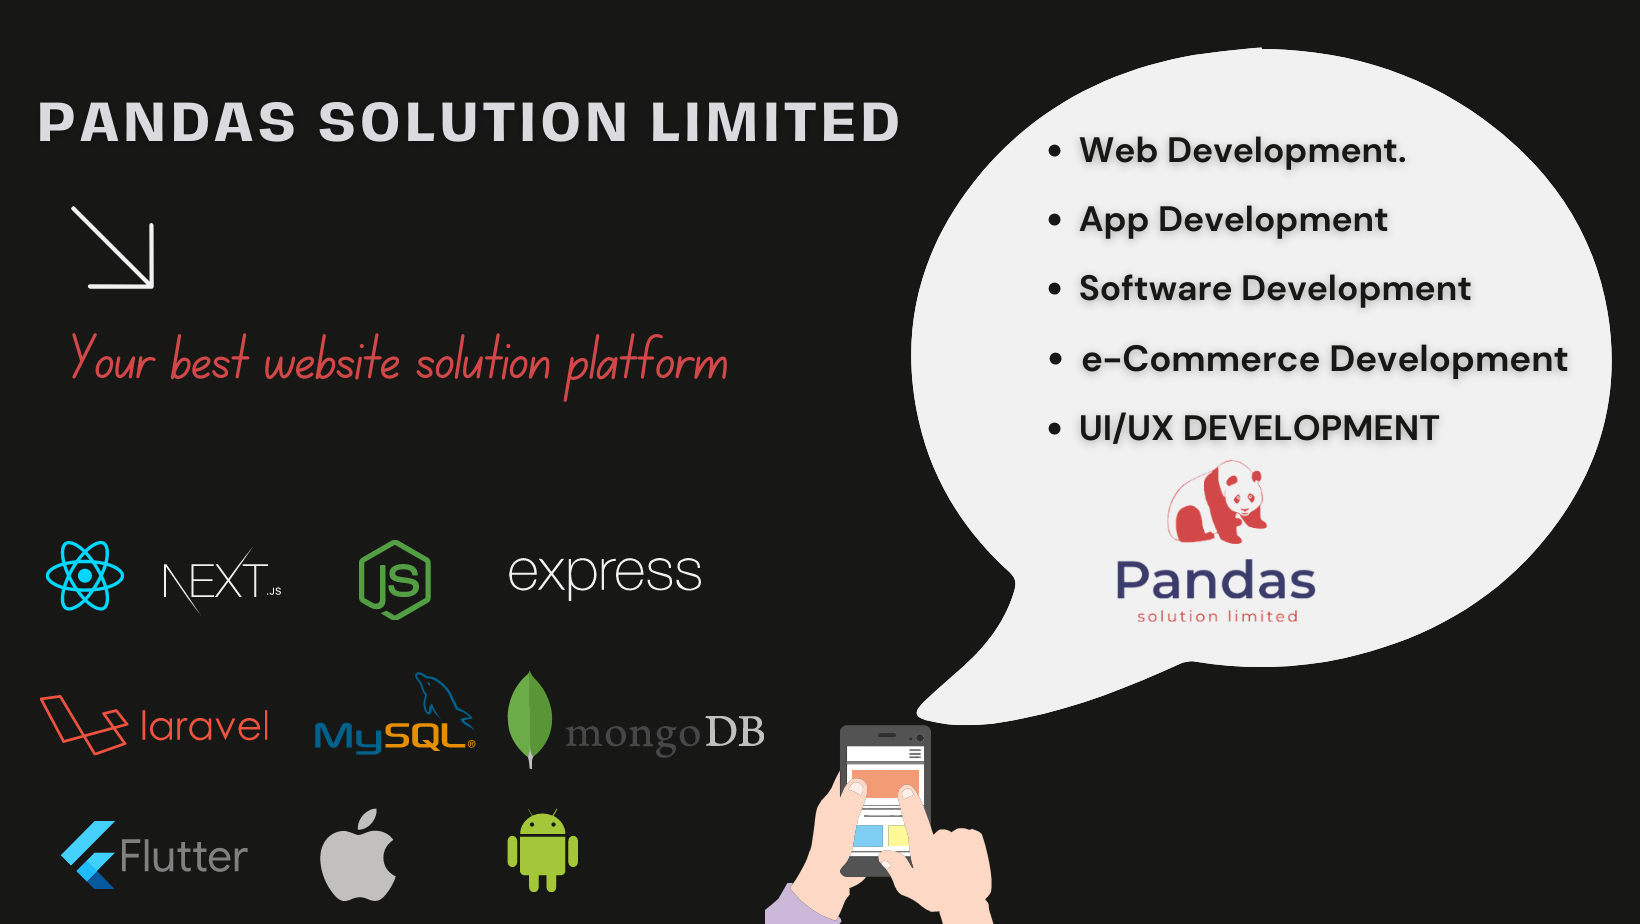 PANDAS SOLUTION LIMITED
Your best website solution platform
• Web Development.
• App Development
• Software Development
• e-Commerce Development
• UI/UX DEVELOPMENT
Pandas
solution limited
NEXT.JS
JS
express
laravel
MySQL®
mongoDB
Flutter